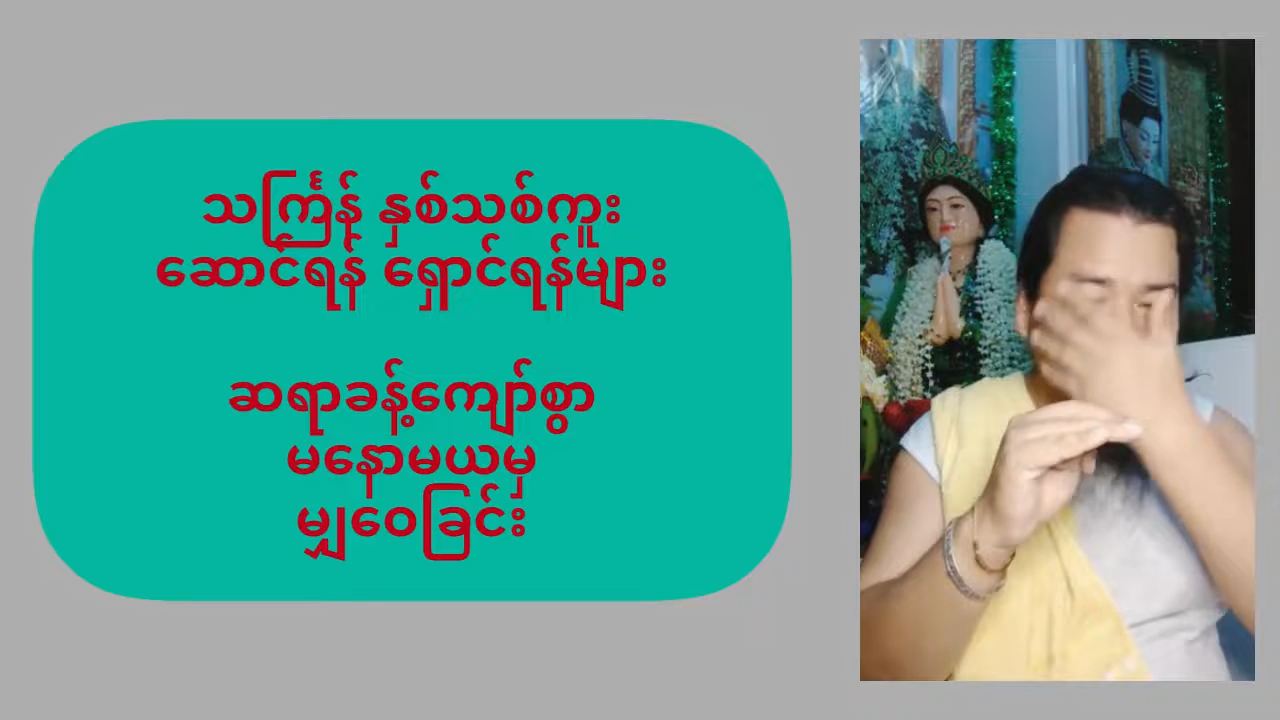 သင်္ကြန် နှစ်သစ်ကူး
ဆောင်ရန် ရှောင်ရန်များ
ဆရာခန့်ကျော်စွာ
မနောမယမှ
မျှဝေခြင်း